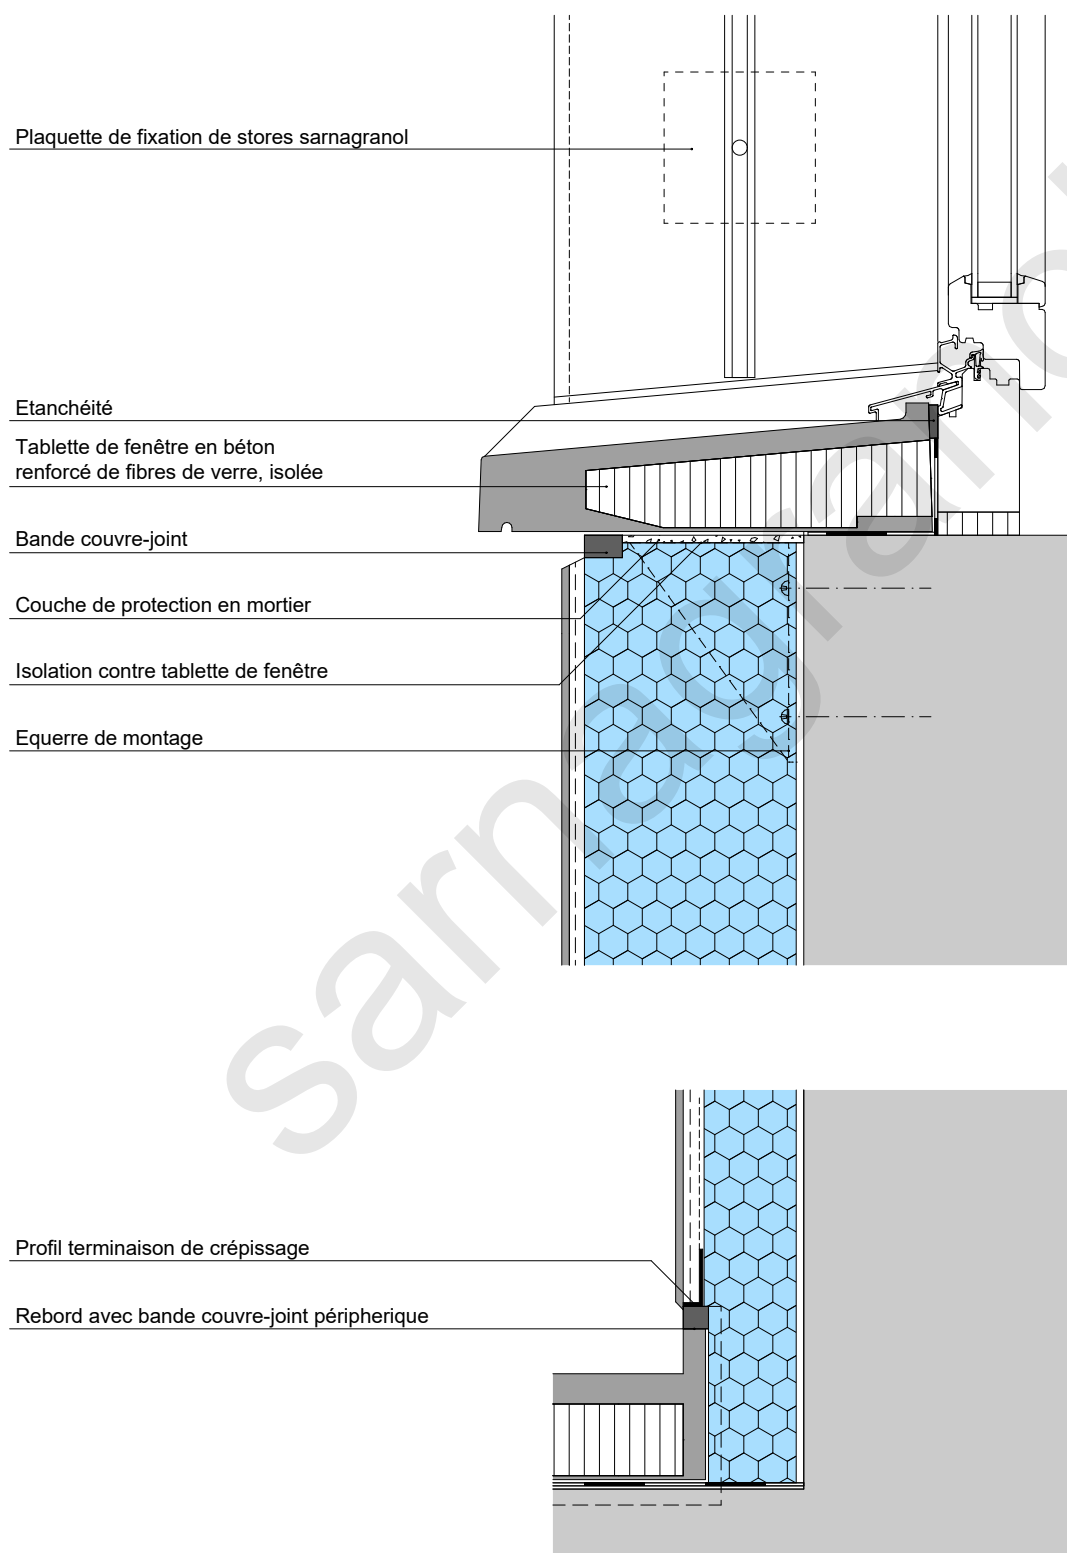 Plaquette de fixation de stores sarnagranol
Etanchéité
Tablette de fenêtre en béton
renforcé de fibres de verre, isolée
Bande couvre-joint
Couche de protection en mortier
Isolation contre tablette de fenêtre
Equerre de montage
Profil terminaison de crépissage
Rebord avec bande couvre-joint péripherique